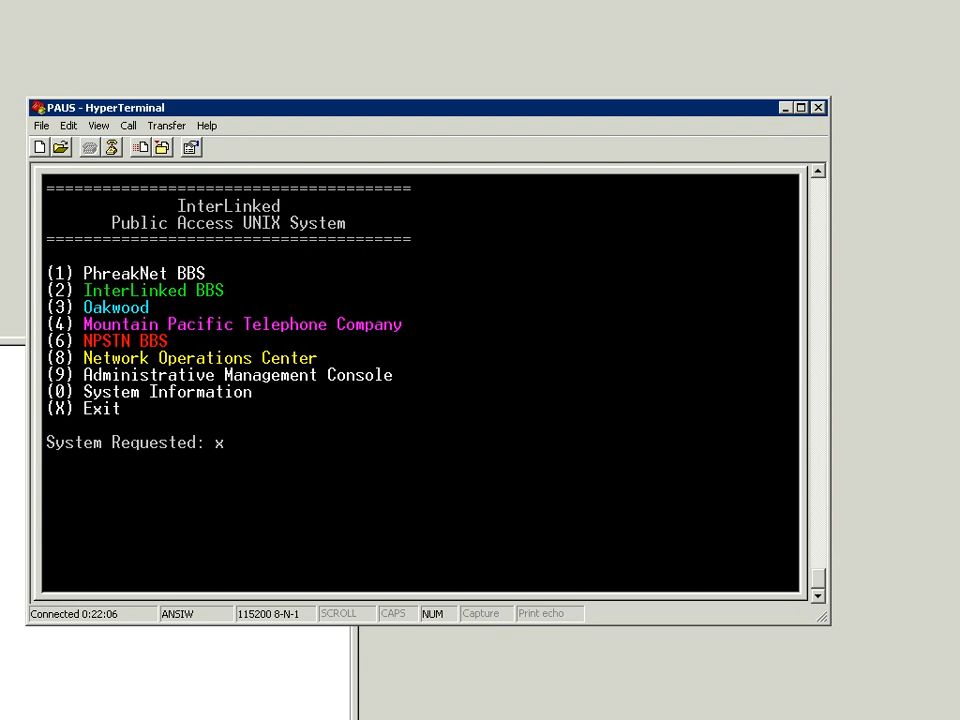 PAUS - HyperTerminal
File Edit View Call Transfer Help
=======================================
InterLinked
Public Access UNIX System
=======================================
(1) PhreakNet BBS
(2) InterLinked BBS
(3) Oakwood
(4) Mountain Pacific Telephone Company
(6) NPSTN BBS
(8) Network Operations Center
(9) Administrative Management Console
(0) System Information
(X) Exit
System Requested: x
Connected 0:22:06 ANSIW 115200 8-N-1 SCROLL CAPS NUM Capture Print echo